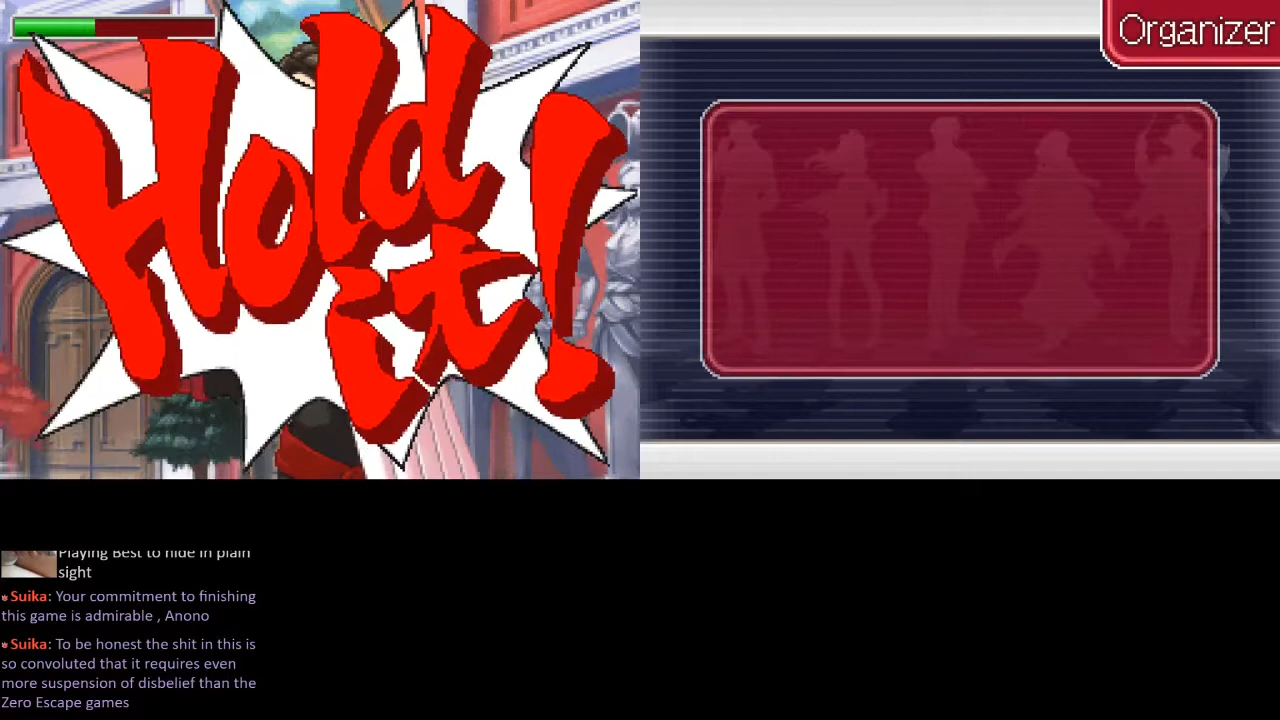 Hold
it!
Organizer
Playing Best to hide in plain
sight
Suika: Your commitment to finishing
this game is admirable , Anono
Suika: To be honest the shit in this is
so convoluted that it requires even
more suspension of disbelief than the
Zero Escape games